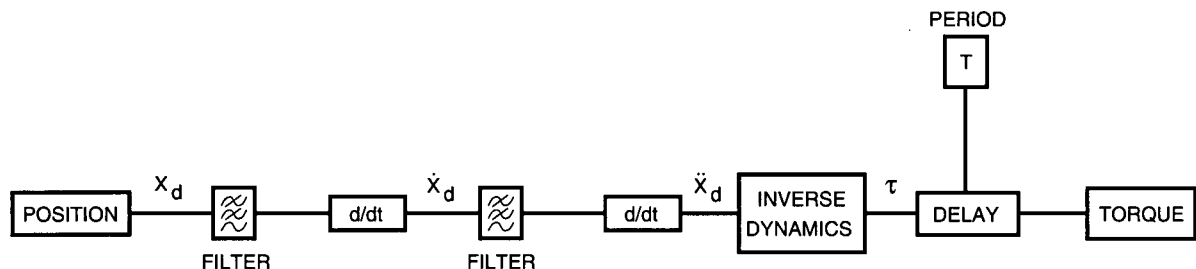 PERIOD
T
X_d
Ẋ_d
Ẍ_d
τ
POSITION
d/dt
d/dt
INVERSE
DYNAMICS
DELAY
TORQUE
FILTER
FILTER